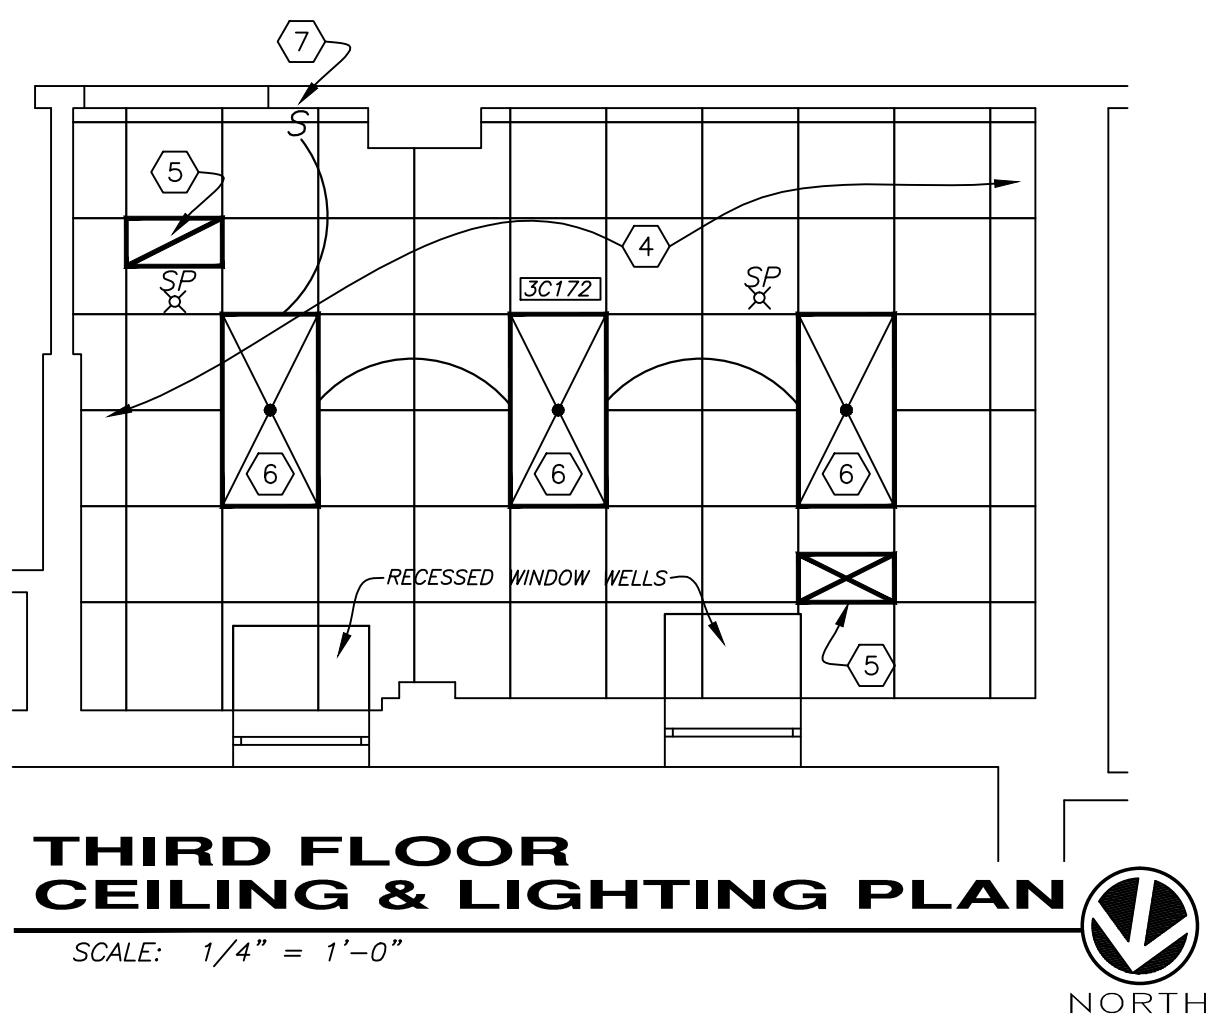 7
S
5
4
SP
3C172
SP
6
6
6
RECESSED WINDOW WELLS
5
THIRD FLOOR
CEILING & LIGHTING PLAN
SCALE: 1/4” = 1’–0”
NORTH